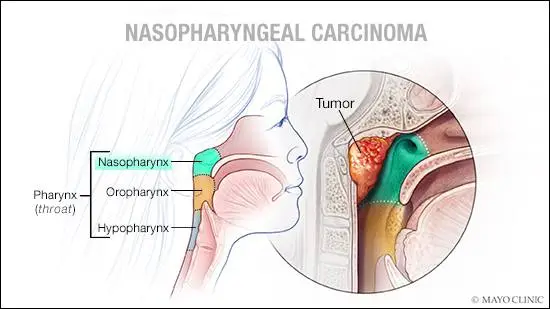 NASOPHARYNGEAL CARCINOMA
Tumor
Nasopharynx
Oropharynx
Pharynx
(throat)
Hypopharynx
© MAYO CLINIC